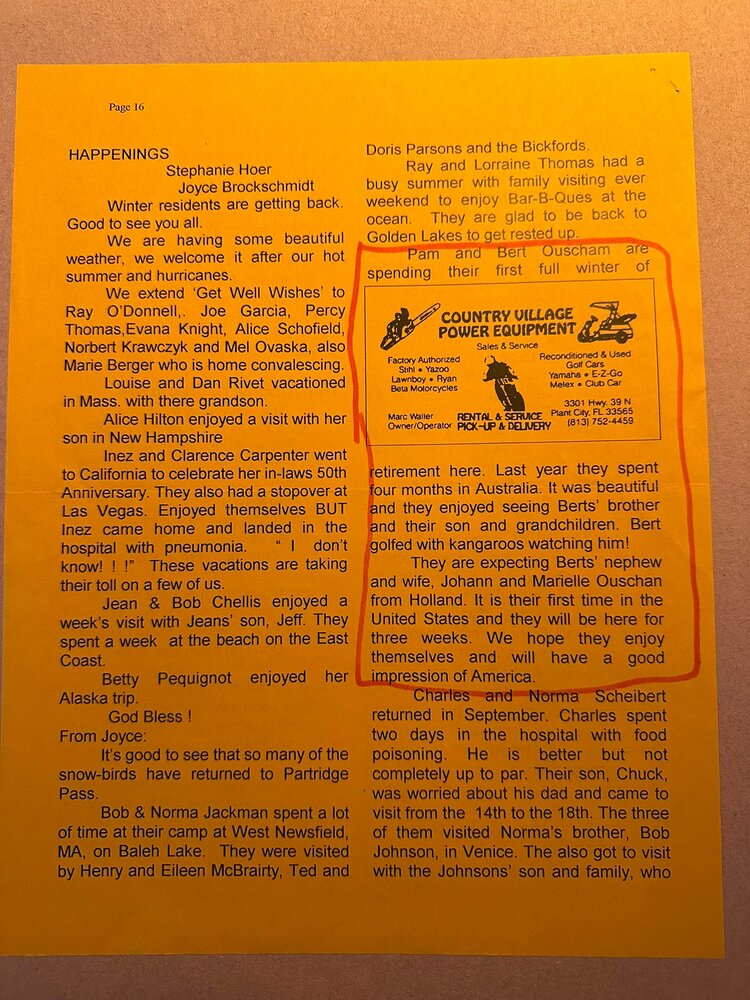 Page 16
HAPPENINGS
Stephanie Hoer
Joyce Brockschmidt
Winter residents are getting back.
Good to see you all.
We are having some beautiful
weather, we welcome it after our hot
summer and hurricanes.
We extend ‘Get Well Wishes’ to
Ray O’Donnell,. Joe Garcia, Percy
Thomas,Evana Knight, Alice Schofield,
Norbert Krawczyk and Mel Ovaska, also
Marie Berger who is home convalescing.
Louise and Dan Rivet vacationed
in Mass. with there grandson.
Alice Hilton enjoyed a visit with her
son in New Hampshire
Inez and Clarence Carpenter went
to California to celebrate her in-laws 50th
Anniversary. They also had a stopover at
Las Vegas. Enjoyed themselves BUT
Inez came home and landed in the
hospital with pneumonia. “ I don’t
know! ! !” These vacations are taking
their toll on a few of us.
Jean & Bob Chellis enjoyed a
week’s visit with Jeans’ son, Jeff. They
spent a week at the beach on the East
Coast.
Betty Pequignot enjoyed her
Alaska trip.
God Bless !
From Joyce:
It’s good to see that so many of the
snow-birds have returned to Partridge
Pass.
Bob & Norma Jackman spent a lot
of time at their camp at West Newsfield,
MA, on Baleh Lake. They were visited
by Henry and Eileen McBrairty, Ted and
Doris Parsons and the Bickfords.
Ray and Lorraine Thomas had a
busy summer with family visiting ever
weekend to enjoy Bar-B-Ques at the
ocean. They are glad to be back to
Golden Lakes to get rested up.
Pam and Bert Ouscham are
spending their first full winter of
COUNTRY VILLAGE
POWER EQUIPMENT
Sales & Service
Factory Authorized
Stihl • Yazoo
Lawnboy • Ryan
Beta Motorcycles
Reconditioned & Used
Golf Cars
Yamaha • E-Z-Go
Melex • Club Car
Marc Waller
Owner/Operator
RENTAL & SERVICE
PICK-UP & DELIVERY
3301 Hwy. 39 N
Plant City, FL 33565
(813) 752-4459
retirement here. Last year they spent
four months in Australia. It was beautiful
and they enjoyed seeing Berts’ brother
and their son and grandchildren. Bert
golfed with kangaroos watching him!
They are expecting Berts’ nephew
and wife, Johann and Marielle Ouschan
from Holland. It is their first time in the
United States and they will be here for
three weeks. We hope they enjoy
themselves and will have a good
impression of America.
Charles and Norma Scheibert
returned in September. Charles spent
two days in the hospital with food
poisoning. He is better but not
completely up to par. Their son, Chuck,
was worried about his dad and came to
visit from the 14th to the 18th. The three
of them visited Norma’s brother, Bob
Johnson, in Venice. The also got to visit
with the Johnsons’ son and family, who